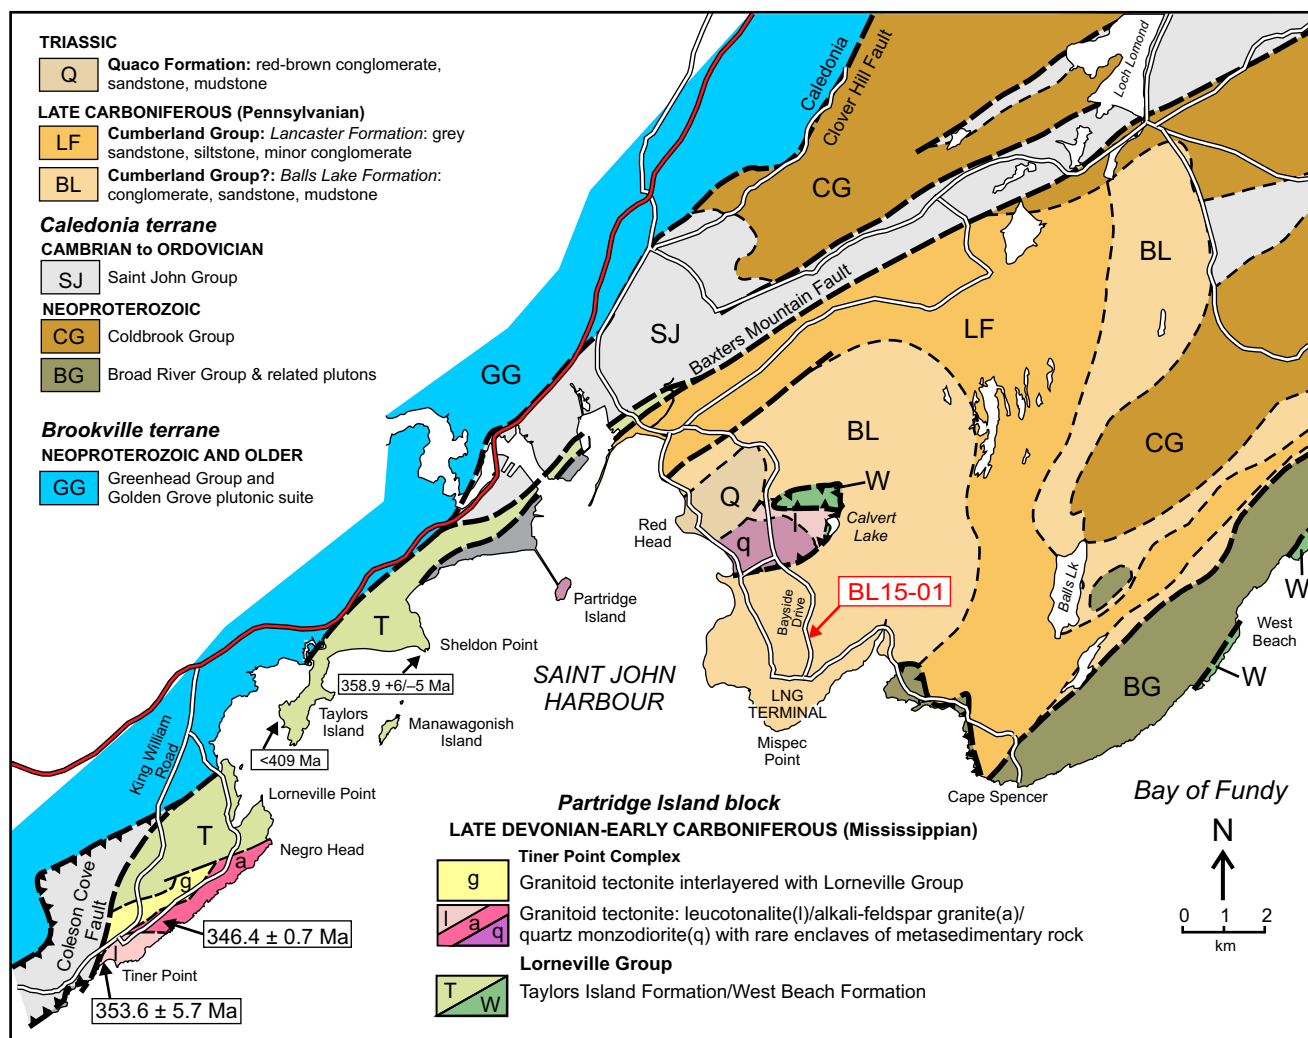 TRIASSIC
Q
Quaco Formation: red-brown conglomerate,
sandstone, mudstone
LATE CARBONIFEROUS (Pennsylvanian)
LF
Cumberland Group: Lancaster Formation: grey
sandstone, siltstone, minor conglomerate
BL
Cumberland Group?: Balls Lake Formation:
conglomerate, sandstone, mudstone
Caledonia terrane
CAMBRIAN to ORDOVICIAN
SJ
Saint John Group
NEOPROTEROZOIC
CG
Coldbrook Group
BG
Broad River Group & related plutons
Brookville terrane
NEOPROTEROZOIC AND OLDER
GG
Greenhead Group and
Golden Grove plutonic suite
Caledonia
Clover Hill Fault
Loch Lomond
CG
BL
SJ
Baxters Mountain Fault
LF
GG
BL
CG
Q
W
l
Calvert
Lake
q
Red
Head
Bayside
Drive
BL15-01
Balls Lk
W
West
Beach
W
BG
Partridge
Island
T
Sheldon Point
358.9 +6/–5 Ma
SAINT JOHN
HARBOUR
LNG
TERMINAL
Mispec
Point
Taylors
Island
Manawagonish
Island
<409 Ma
King William
Road
Lorneville Point
T
Negro Head
a
g
Coleson Cove
Fault
346.4 ± 0.7 Ma
l
Tiner Point
353.6 ± 5.7 Ma
Cape Spencer
Bay of Fundy
N
0 1 2
km
Partridge Island block
LATE DEVONIAN-EARLY CARBONIFEROUS (Mississippian)
Tiner Point Complex
g
Granitoid tectonite interlayered with Lorneville Group
l a q
Granitoid tectonite: leucotonalite(l)/alkali-feldspar granite(a)/
quartz monzodiorite(q) with rare enclaves of metasedimentary rock
Lorneville Group
T W
Taylors Island Formation/West Beach Formation